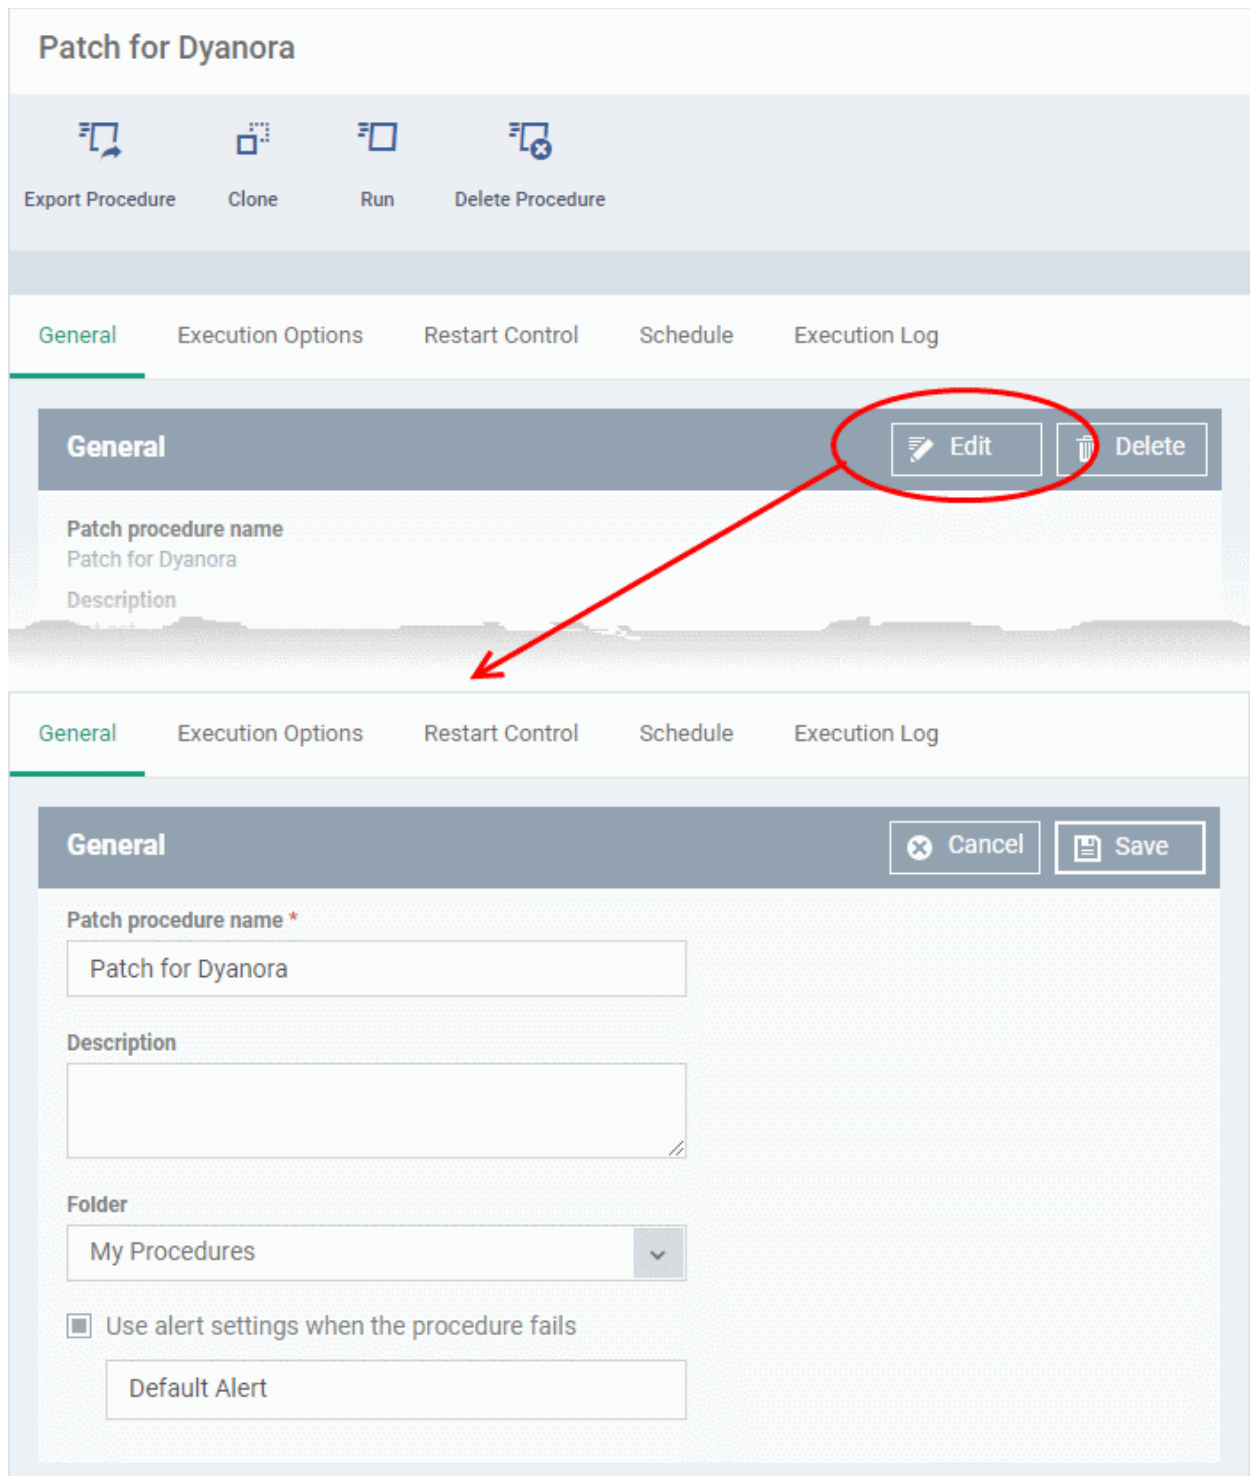 Patch for Dyanora
Export Procedure Clone Run Delete Procedure
General Execution Options Restart Control Schedule Execution Log
General Edit Delete
Patch procedure name
Patch for Dyanora
Description
General Execution Options Restart Control Schedule Execution Log
General Cancel Save
Patch procedure name *
Patch for Dyanora
Description
Folder
My Procedures
Use alert settings when the procedure fails
Default Alert